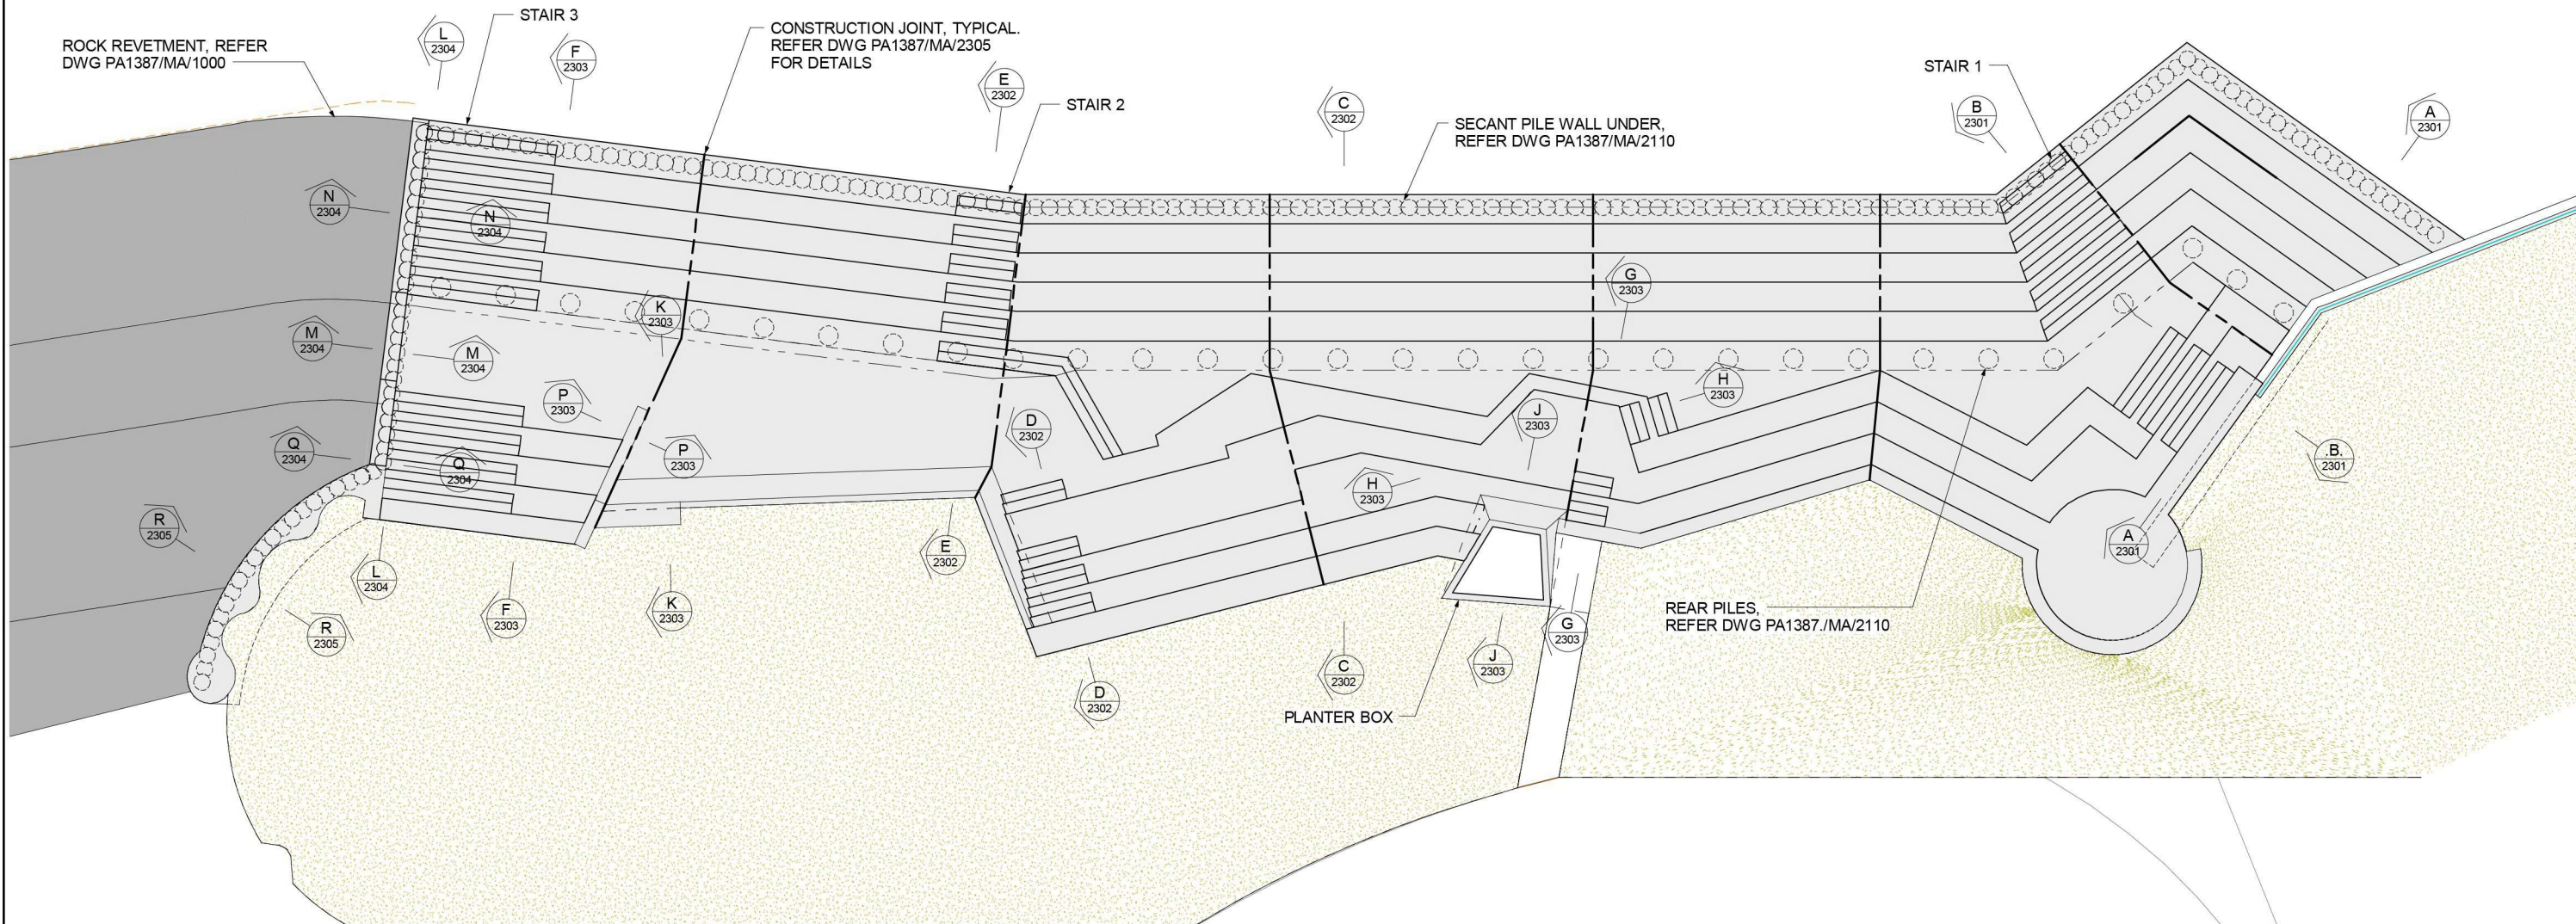 STAIR 3
CONSTRUCTION JOINT, TYPICAL.
REFER DWG PA1387/MA/2305
FOR DETAILS
ROCK REVETMENT, REFER
DWG PA1387/MA/1000
L
2304
F
2303
E
2302
STAIR 2
C
2302
SECANT PILE WALL UNDER,
REFER DWG PA1387/MA/2110
STAIR 1
B
2301
A
2301
N
2304
N
2304
G
2303
K
2303
M
2304
M
2304
H
2303
P
2303
D
2302
J
2303
P
2303
Q
2304
Q
2304
.B.
2301
H
2303
R
2305
E
2302
A
2301
L
2304
F
2303
K
2303
R
2305
G
2303
REAR PILES,
REFER DWG PA1387./MA/2110
C
2302
J
2303
D
2302
PLANTER BOX